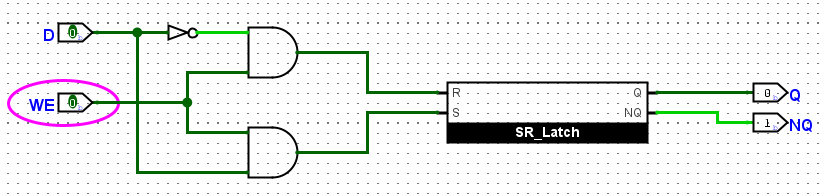 D 0
R Q 0 Q
WE 0
S NQ 1 NQ
SR_Latch